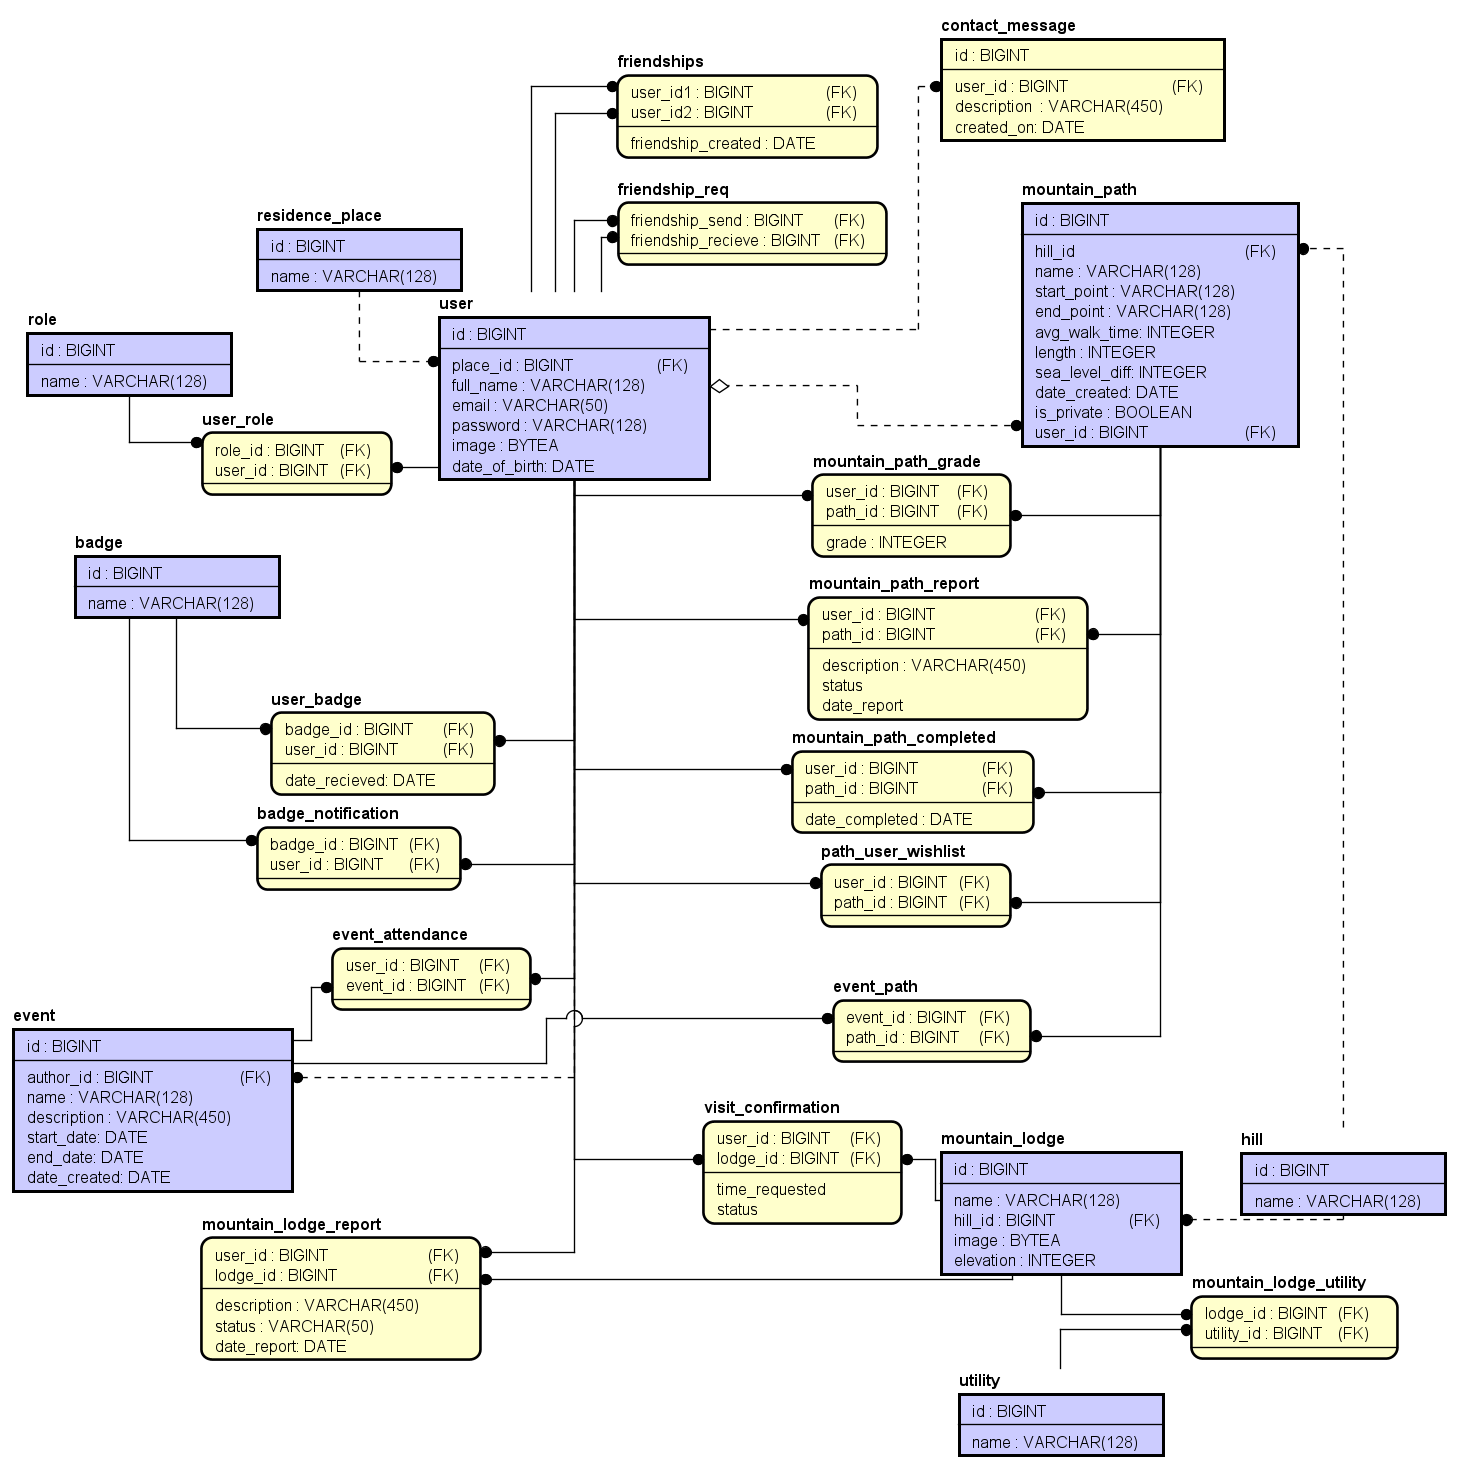 contact_message
id : BIGINT
user_id : BIGINT (FK)
description : VARCHAR(450)
created_on: DATE
friendships
user_id1 : BIGINT (FK)
user_id2 : BIGINT (FK)
friendship_created : DATE
friendship_req
friendship_send : BIGINT (FK)
friendship_recieve : BIGINT (FK)
mountain_path
id : BIGINT
hill_id (FK)
name : VARCHAR(128)
start_point : VARCHAR(128)
end_point : VARCHAR(128)
avg_walk_time: INTEGER
length : INTEGER
sea_level_diff: INTEGER
date_created: DATE
is_private : BOOLEAN
user_id : BIGINT (FK)
residence_place
id : BIGINT
name : VARCHAR(128)
user
id : BIGINT
place_id : BIGINT (FK)
full_name : VARCHAR(128)
email : VARCHAR(50)
password : VARCHAR(128)
image : BYTEA
date_of_birth: DATE
role
id : BIGINT
name : VARCHAR(128)
user_role
role_id : BIGINT (FK)
user_id : BIGINT (FK)
mountain_path_grade
user_id : BIGINT (FK)
path_id : BIGINT (FK)
grade : INTEGER
badge
id : BIGINT
name : VARCHAR(128)
mountain_path_report
user_id : BIGINT (FK)
path_id : BIGINT (FK)
description : VARCHAR(450)
status
date_report
user_badge
badge_id : BIGINT (FK)
user_id : BIGINT (FK)
date_recieved: DATE
mountain_path_completed
user_id : BIGINT (FK)
path_id : BIGINT (FK)
date_completed : DATE
badge_notification
badge_id : BIGINT (FK)
user_id : BIGINT (FK)
path_user_wishlist
user_id : BIGINT (FK)
path_id : BIGINT (FK)
event_attendance
user_id : BIGINT (FK)
event_id : BIGINT (FK)
event_path
event_id : BIGINT (FK)
path_id : BIGINT (FK)
event
id : BIGINT
author_id : BIGINT (FK)
name : VARCHAR(128)
description : VARCHAR(450)
start_date: DATE
end_date: DATE
date_created: DATE
visit_confirmation
user_id : BIGINT (FK)
lodge_id : BIGINT (FK)
time_requested
status
mountain_lodge
id : BIGINT
name : VARCHAR(128)
hill_id : BIGINT (FK)
image : BYTEA
elevation : INTEGER
hill
id : BIGINT
name : VARCHAR(128)
mountain_lodge_report
user_id : BIGINT (FK)
lodge_id : BIGINT (FK)
description : VARCHAR(450)
status : VARCHAR(50)
date_report: DATE
mountain_lodge_utility
lodge_id : BIGINT (FK)
utility_id : BIGINT (FK)
utility
id : BIGINT
name : VARCHAR(128)